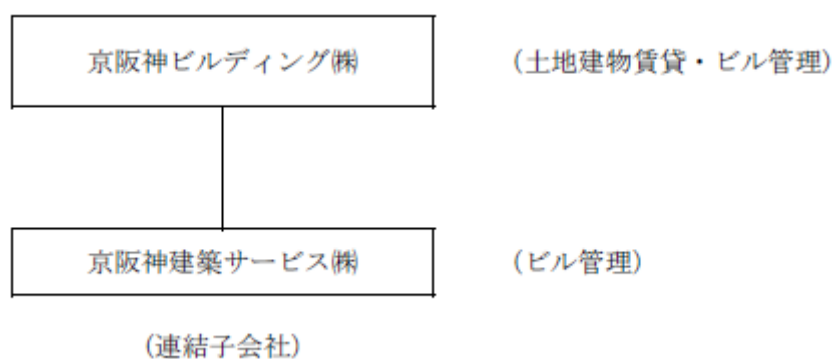 京阪神ビルディング㈱
(土地建物賃貸・ビル管理)
京阪神建築サービス㈱
(ビル管理)
(連結子会社)